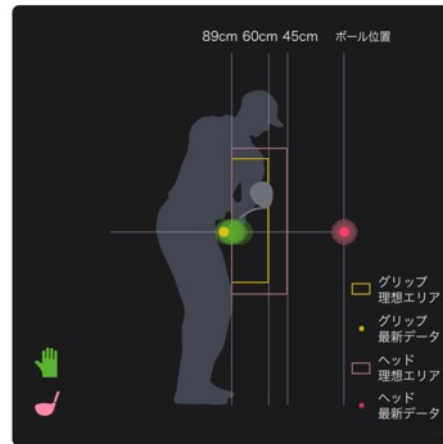 89cm 60cm 45cm ボール位置
グリップ
理想エリア
グリップ
最新データ
ヘッド
理想エリア
ヘッド
最新データ